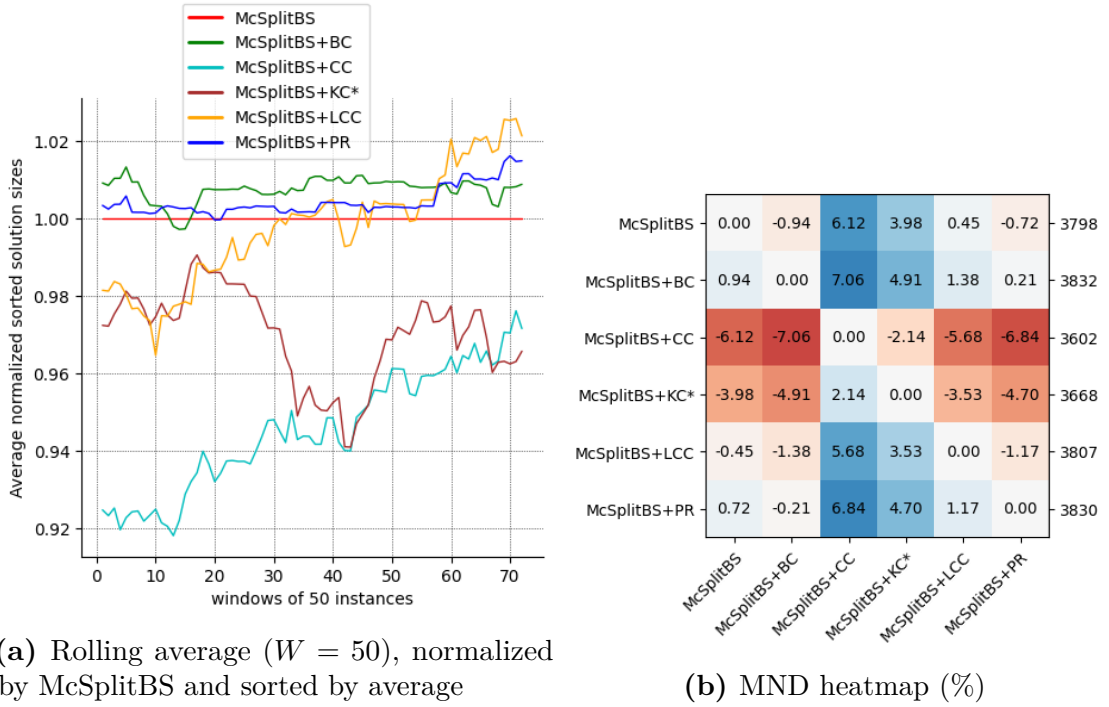 McSplitBS
McSplitBS+BC
McSplitBS+CC
McSplitBS+KC*
McSplitBS+LCC
McSplitBS+PR
Average normalized sorted solution sizes
1.02
1.00
0.98
0.96
0.94
0.92
0 10 20 30 40 50 60 70
windows of 50 instances
(a) Rolling average (W = 50), normalized
by McSplitBS and sorted by average
McSplitBS 0.00 -0.94 6.12 3.98 0.45 -0.72 3798
McSplitBS+BC 0.94 0.00 7.06 4.91 1.38 0.21 3832
McSplitBS+CC -6.12 -7.06 0.00 -2.14 -5.68 -6.84 3602
McSplitBS+KC* -3.98 -4.91 2.14 0.00 -3.53 -4.70 3668
McSplitBS+LCC -0.45 -1.38 5.68 3.53 0.00 -1.17 3807
McSplitBS+PR 0.72 -0.21 6.84 4.70 1.17 0.00 3830
McSplitBS McSplitBS+BC McSplitBS+CC McSplitBS+KC* McSplitBS+LCC McSplitBS+PR
(b) MND heatmap (%)